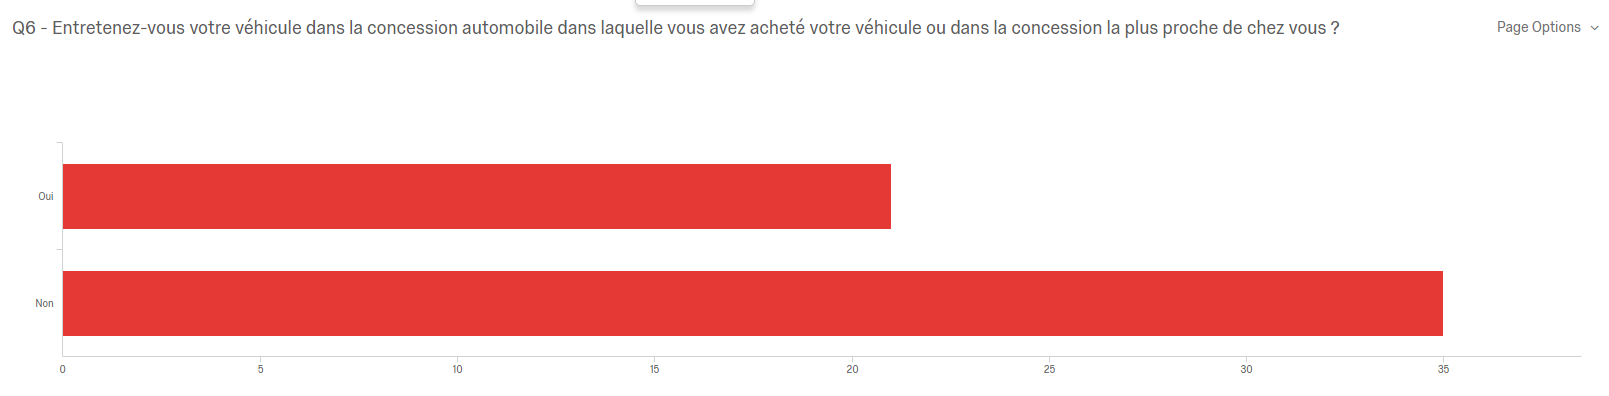 Q6 - Entretenez-vous votre véhicule dans la concession automobile dans laquelle vous avez acheté votre véhicule ou dans la concession la plus proche de chez vous ?
Page Options
Oui
Non
0 5 10 15 20 25 30 35